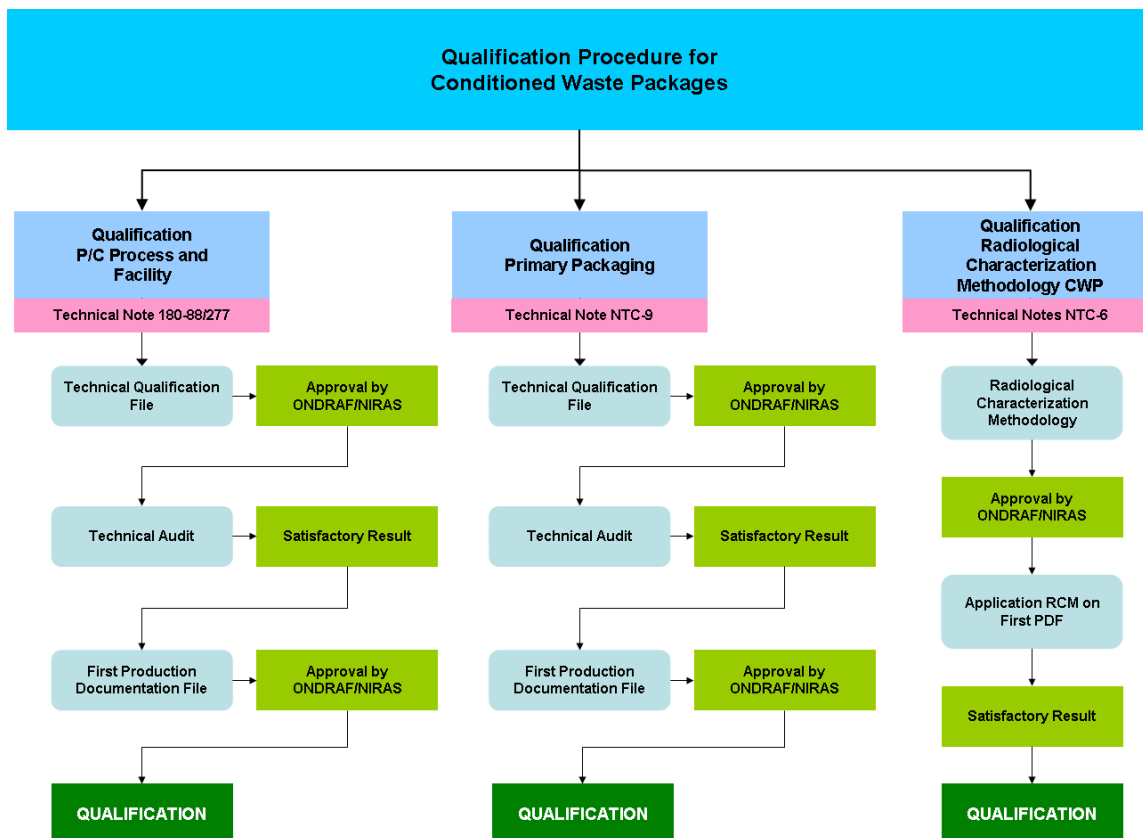 Qualification Procedure for
Conditioned Waste Packages
Qualification
P/C Process and
Facility
Technical Note 180-88/277
Technical Qualification
File
Approval by
ONDRAF/NIRAS
Technical Audit
Satisfactory Result
First Production
Documentation File
Approval by
ONDRAF/NIRAS
QUALIFICATION
Qualification
Primary Packaging
Technical Note NTC-9
Technical Qualification
File
Approval by
ONDRAF/NIRAS
Technical Audit
Satisfactory Result
First Production
Documentation File
Approval by
ONDRAF/NIRAS
QUALIFICATION
Qualification
Radiological
Characterization
Methodology CWP
Technical Notes NTC-6
Radiological
Characterization
Methodology
Approval by
ONDRAF/NIRAS
Application RCM on
First PDF
Satisfactory Result
QUALIFICATION